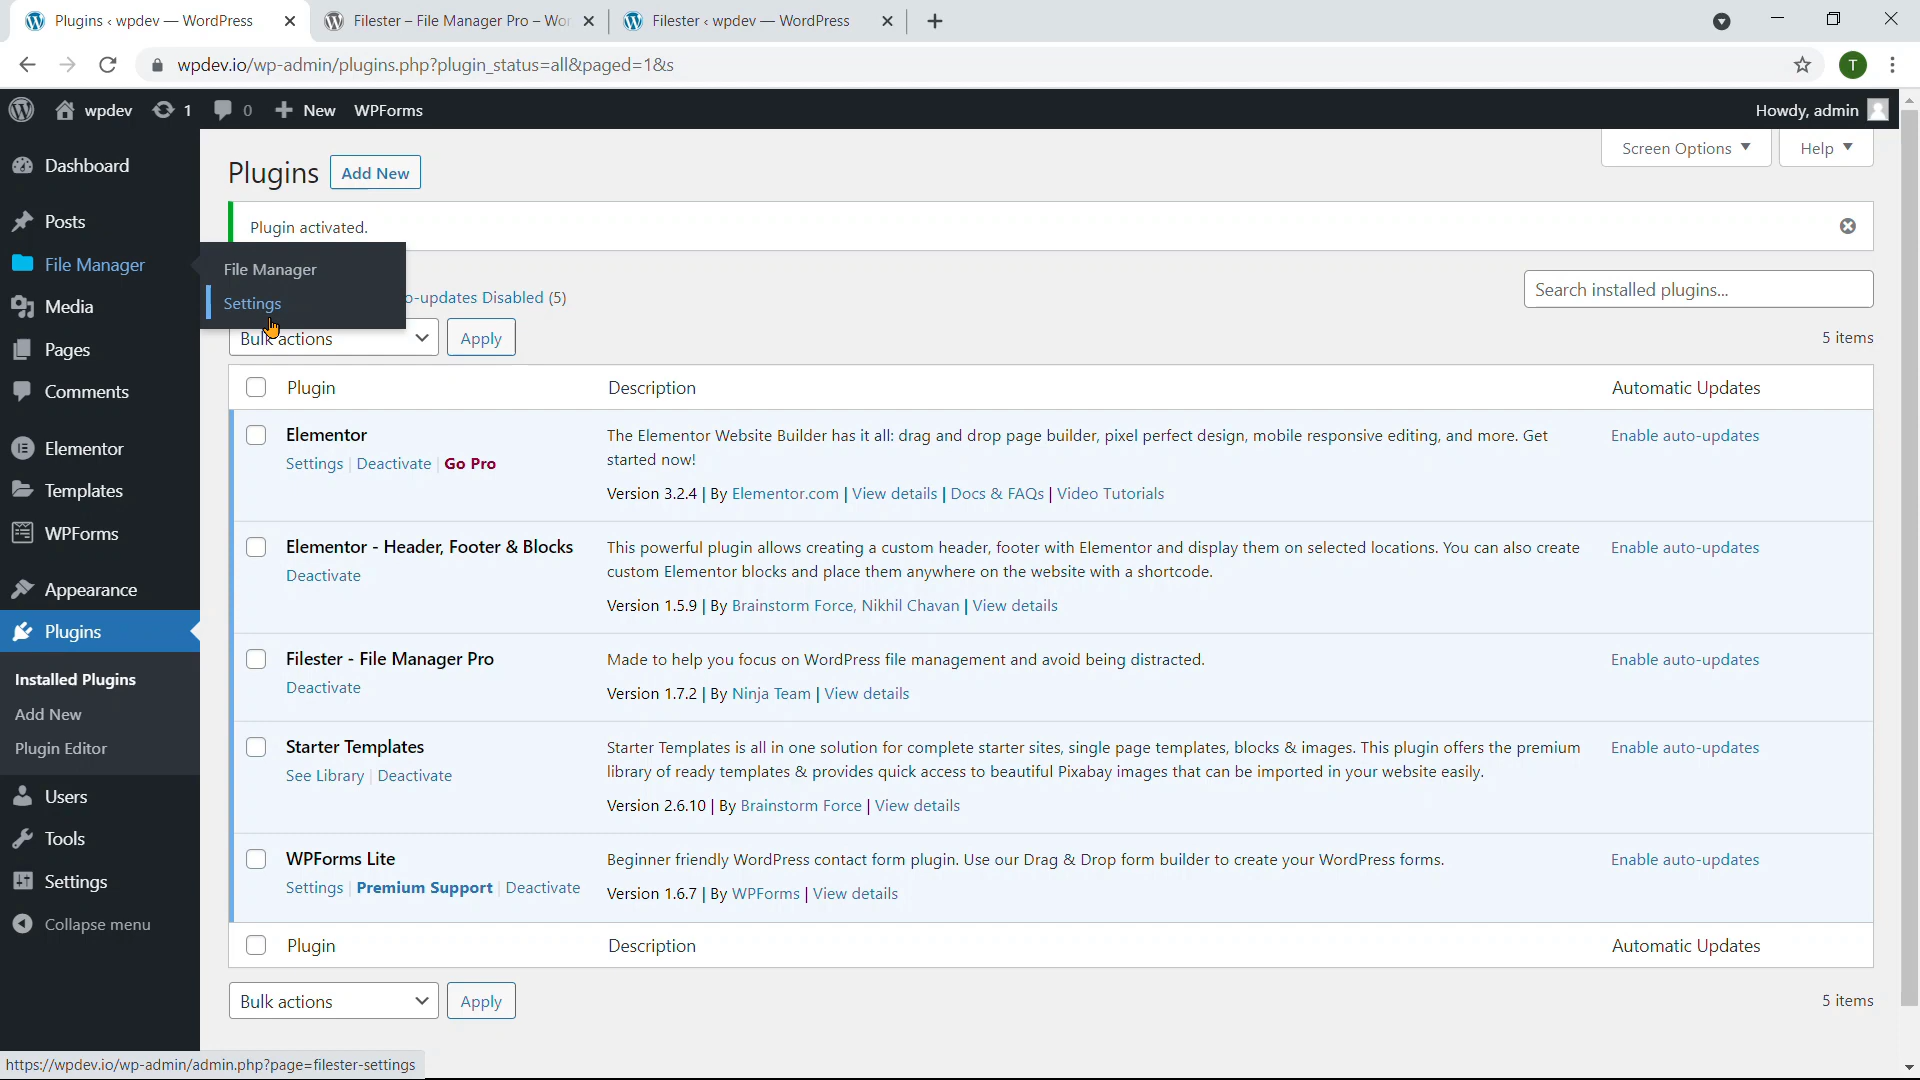 Plugins ‹ wpdev — WordPress
Filester – File Manager Pro – Wor
Filester ‹ wpdev — WordPress
T
wpdev.io/wp-admin/plugins.php?plugin_status=all&paged=1&s
wpdev
1
0
New
WPForms
Howdy, admin
Dashboard
Posts
File Manager
Media
Pages
Comments
Elementor
Templates
WPForms
Appearance
Plugins
Installed Plugins
Add New
Plugin Editor
Users
Tools
Settings
Collapse menu
File Manager
Settings
Screen Options
Help
Plugins
Add New
Plugin activated.
o-updates Disabled (5)
Search installed plugins...
Bulk actions
Apply
5 items
Plugin
Description
Automatic Updates
Elementor
Settings | Deactivate | Go Pro
The Elementor Website Builder has it all: drag and drop page builder, pixel perfect design, mobile responsive editing, and more. Get
started now!
Version 3.2.4 | By Elementor.com | View details | Docs & FAQs | Video Tutorials
Enable auto-updates
Elementor - Header, Footer & Blocks
Deactivate
This powerful plugin allows creating a custom header, footer with Elementor and display them on selected locations. You can also create
custom Elementor blocks and place them anywhere on the website with a shortcode.
Version 1.5.9 | By Brainstorm Force, Nikhil Chavan | View details
Enable auto-updates
Filester - File Manager Pro
Deactivate
Made to help you focus on WordPress file management and avoid being distracted.
Version 1.7.2 | By Ninja Team | View details
Enable auto-updates
Starter Templates
See Library | Deactivate
Starter Templates is all in one solution for complete starter sites, single page templates, blocks & images. This plugin offers the premium
library of ready templates & provides quick access to beautiful Pixabay images that can be imported in your website easily.
Version 2.6.10 | By Brainstorm Force | View details
Enable auto-updates
WPForms Lite
Settings | Premium Support | Deactivate
Beginner friendly WordPress contact form plugin. Use our Drag & Drop form builder to create your WordPress forms.
Version 1.6.7 | By WPForms | View details
Enable auto-updates
Plugin
Description
Automatic Updates
Bulk actions
Apply
5 items
https://wpdev.io/wp-admin/admin.php?page=filester-settings